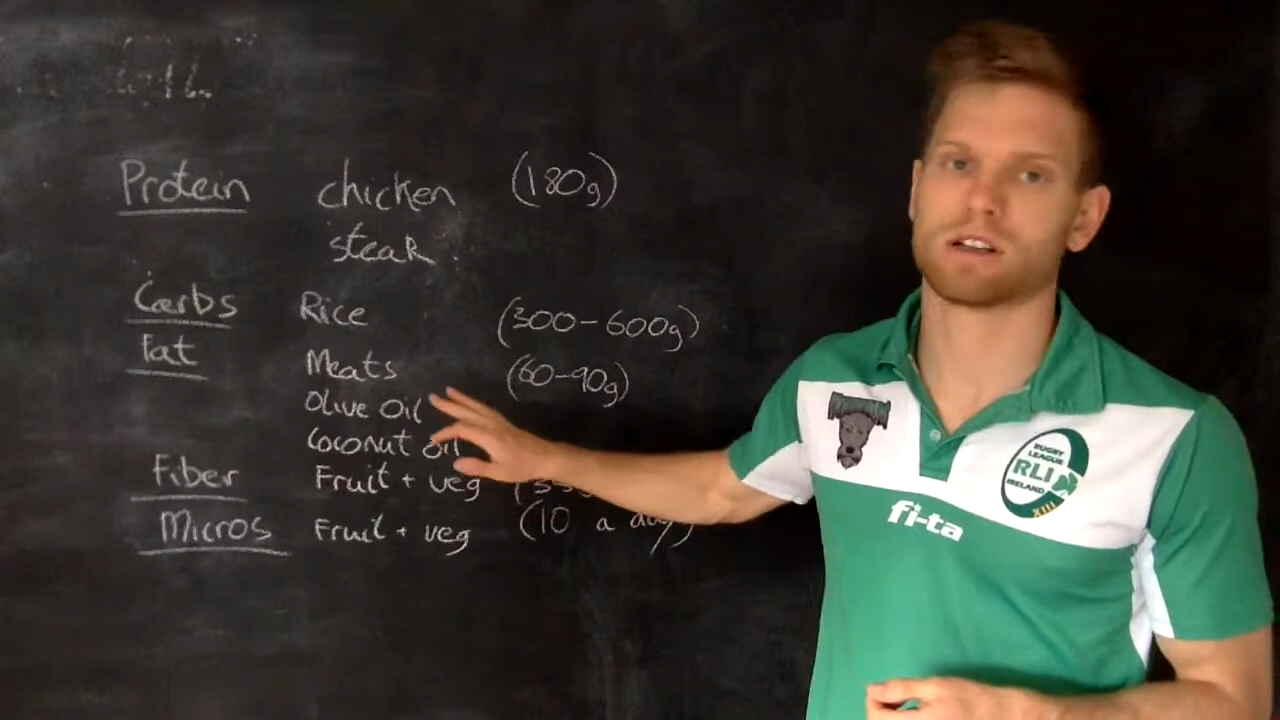 Protein chicken (180g)
steak
Carbs Rice (300-600g)
Fat Meats (60-90g)
Olive Oil
Coconut Oil
Fiber Fruit + veg
Micros Fruit + veg (10 a day)
RUGBY
LEAGUE
RLI
IRELAND
XIII
fi-ta